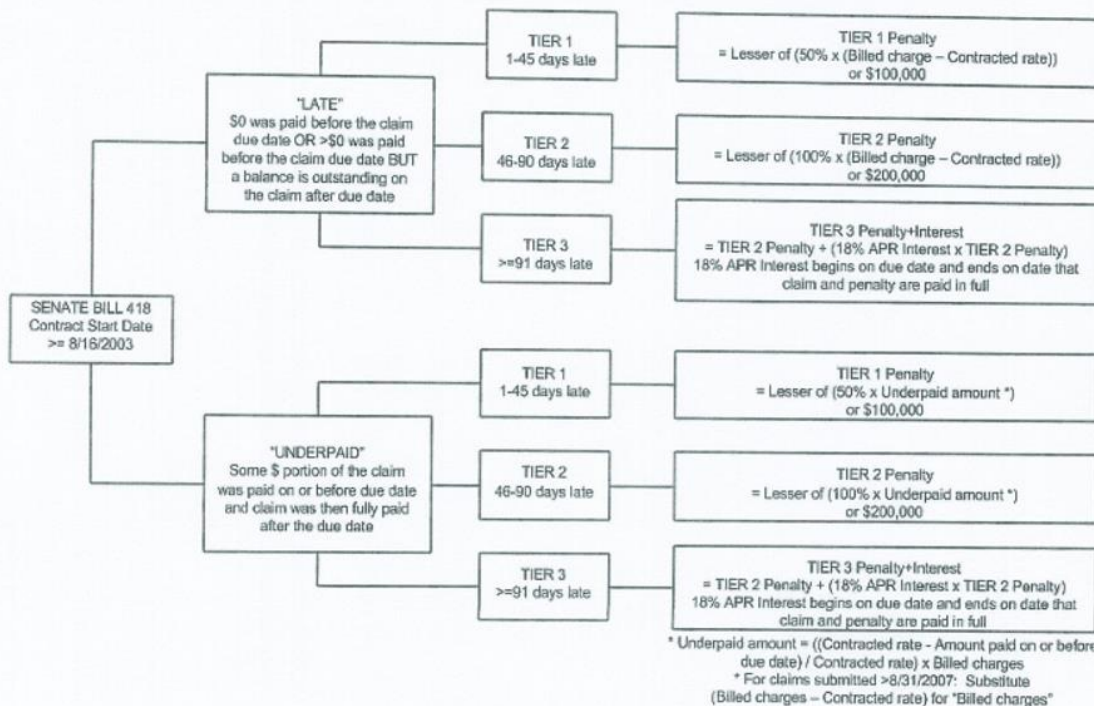 SENATE BILL 418
Contract Start Date
>= 8/16/2003
"LATE"
$0 was paid before the claim
due date OR >$0 was paid
before the claim due date BUT
a balance is outstanding on
the claim after due date
TIER 1
1-45 days late
TIER 1 Penalty
= Lesser of (50% x (Billed charge – Contracted rate))
or $100,000
TIER 2
46-90 days late
TIER 2 Penalty
= Lesser of (100% x (Billed charge – Contracted rate))
or $200,000
TIER 3
>=91 days late
TIER 3 Penalty+Interest
= TIER 2 Penalty + (18% APR Interest x TIER 2 Penalty)
18% APR Interest begins on due date and ends on date that
claim and penalty are paid in full
"UNDERPAID"
Some $ portion of the claim
was paid on or before due date
and claim was then fully paid
after the due date
TIER 1
1-45 days late
TIER 1 Penalty
= Lesser of (50% x Underpaid amount *)
or $100,000
TIER 2
46-90 days late
TIER 2 Penalty
= Lesser of (100% x Underpaid amount *)
or $200,000
TIER 3
>=91 days late
TIER 3 Penalty+Interest
= TIER 2 Penalty + (18% APR Interest x TIER 2 Penalty)
18% APR Interest begins on due date and ends on date that
claim and penalty are paid in full
* Underpaid amount = ((Contracted rate - Amount paid on or before
due date) / Contracted rate) x Billed charges
* For claims submitted >8/31/2007: Substitute
(Billed charges – Contracted rate) for "Billed charges"